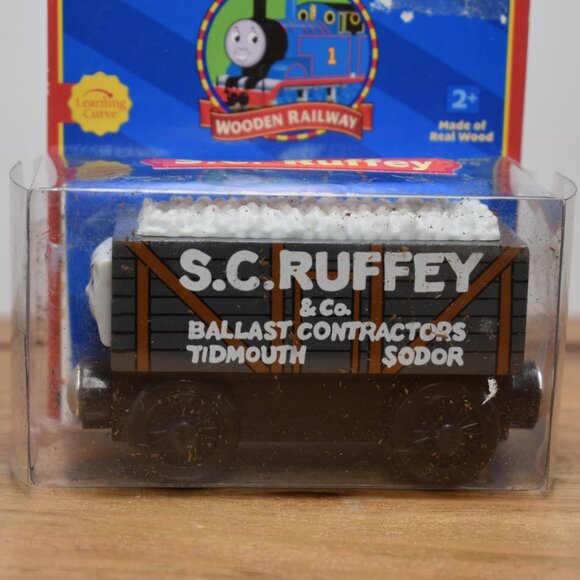 1
Learning
Curve
WOODEN RAILWAY
2+
Made of
Real Wood
S.C. Ruffey
S.C.RUFFEY
& Co.
BALLAST CONTRACTORS
TIDMOUTH SODOR